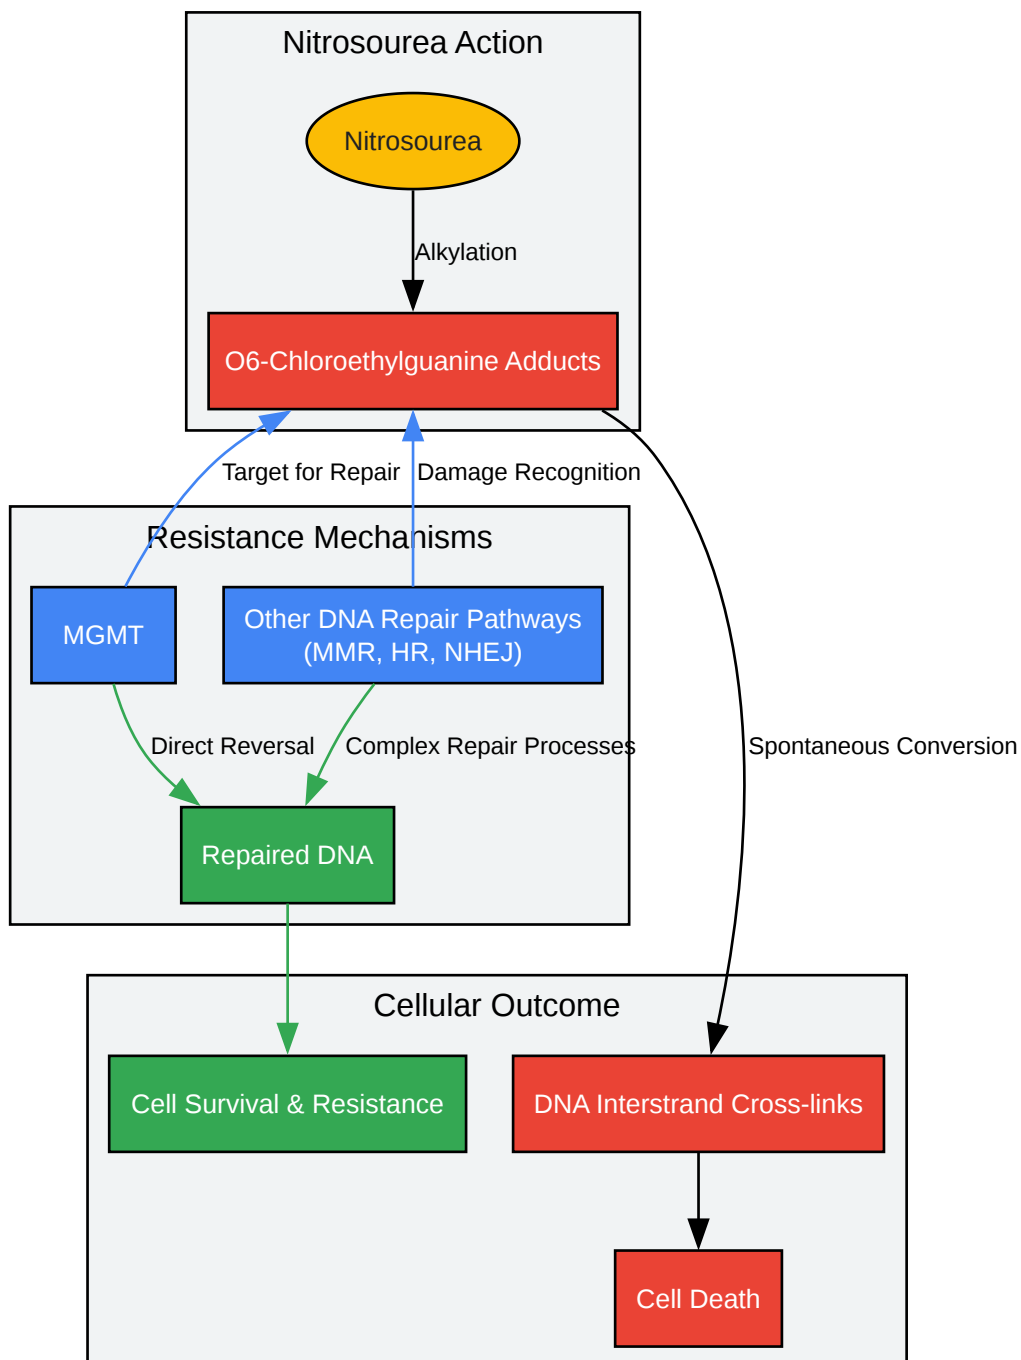 Nitrosourea Action
Nitrosourea
Alkylation
O6-Chloroethylguanine Adducts
Target for Repair
Damage Recognition
Resistance Mechanisms
MGMT
Other DNA Repair Pathways
(MMR, HR, NHEJ)
Direct Reversal
Complex Repair Processes
Spontaneous Conversion
Repaired DNA
Cellular Outcome
Cell Survival & Resistance
DNA Interstrand Cross-links
Cell Death